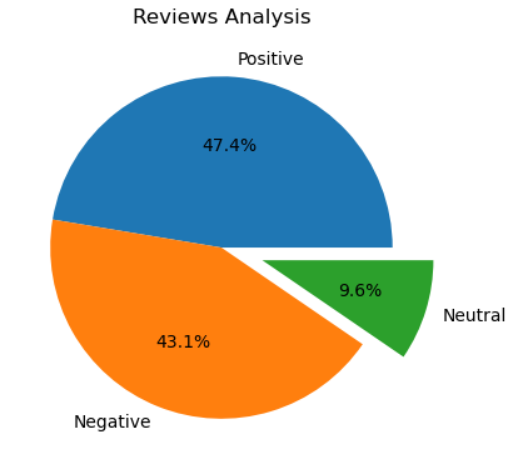 Reviews Analysis
Positive
47.4%
9.6%
Neutral
43.1%
Negative